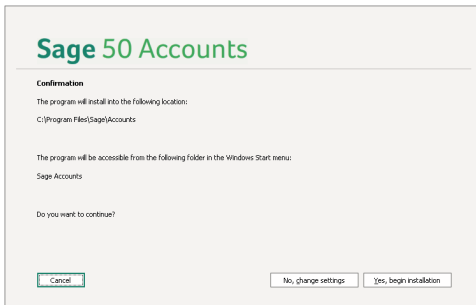 Sage 50 Accounts
Confirmation
The program will install into the following location:
C:\Program Files\Sage\Accounts
The program will be accessible from the following folder in the Windows Start menu:
Sage Accounts
Do you want to continue?
Cancel
No, change settings
Yes, begin installation